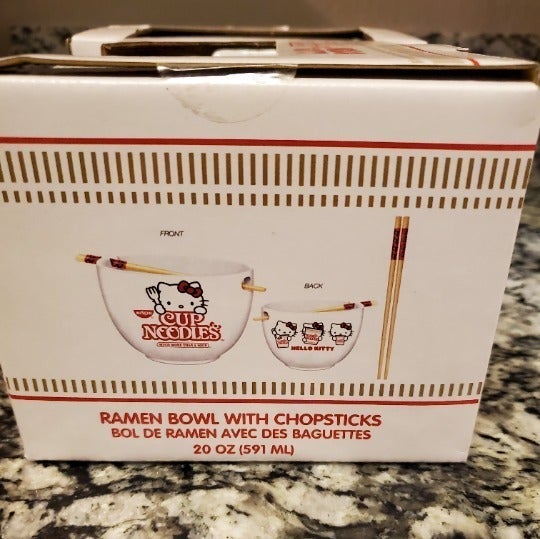 FRONT
BACK
NISSIN
CUP
NOODLES
HELLO KITTY
RAMEN BOWL WITH CHOPSTICKS
BOL DE RAMEN AVEC DES BAGUETTES
20 OZ (591 ML)